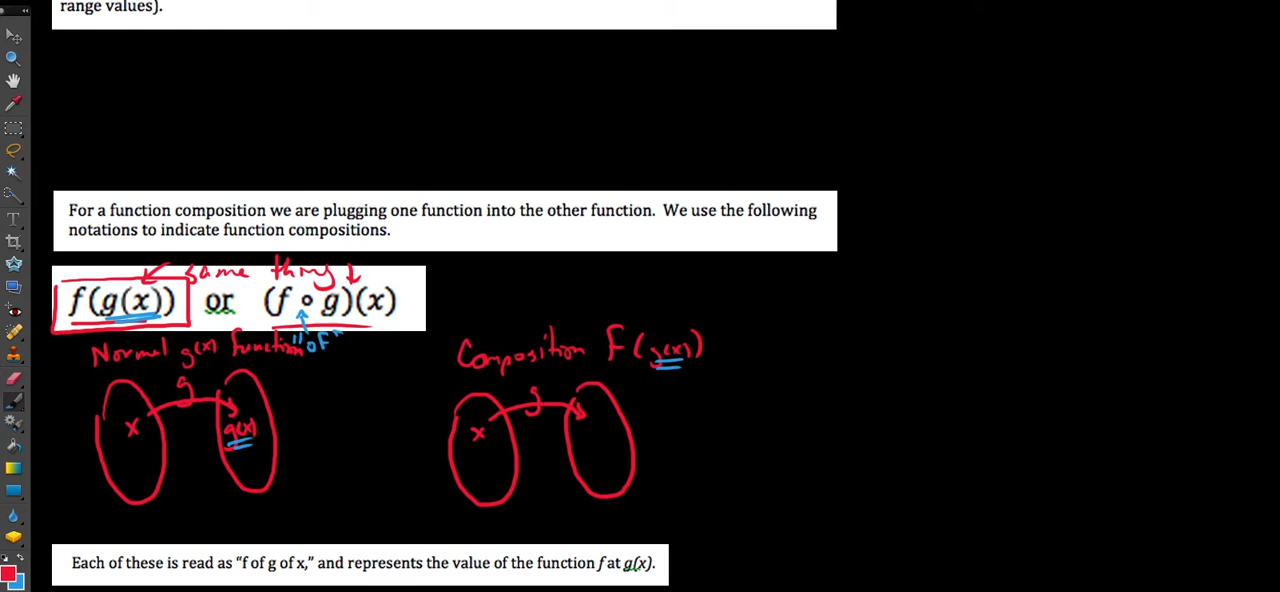 range values).
For a function composition we are plugging one function into the other function. We use the following
notations to indicate function compositions.
same thing
f(g(x)) or (f ∘ g)(x)
"of"
Normal g(x) function
Composition F(g(x))
g
g
x
g(x)
x
Each of these is read as “f of g of x,” and represents the value of the function f at g(x).